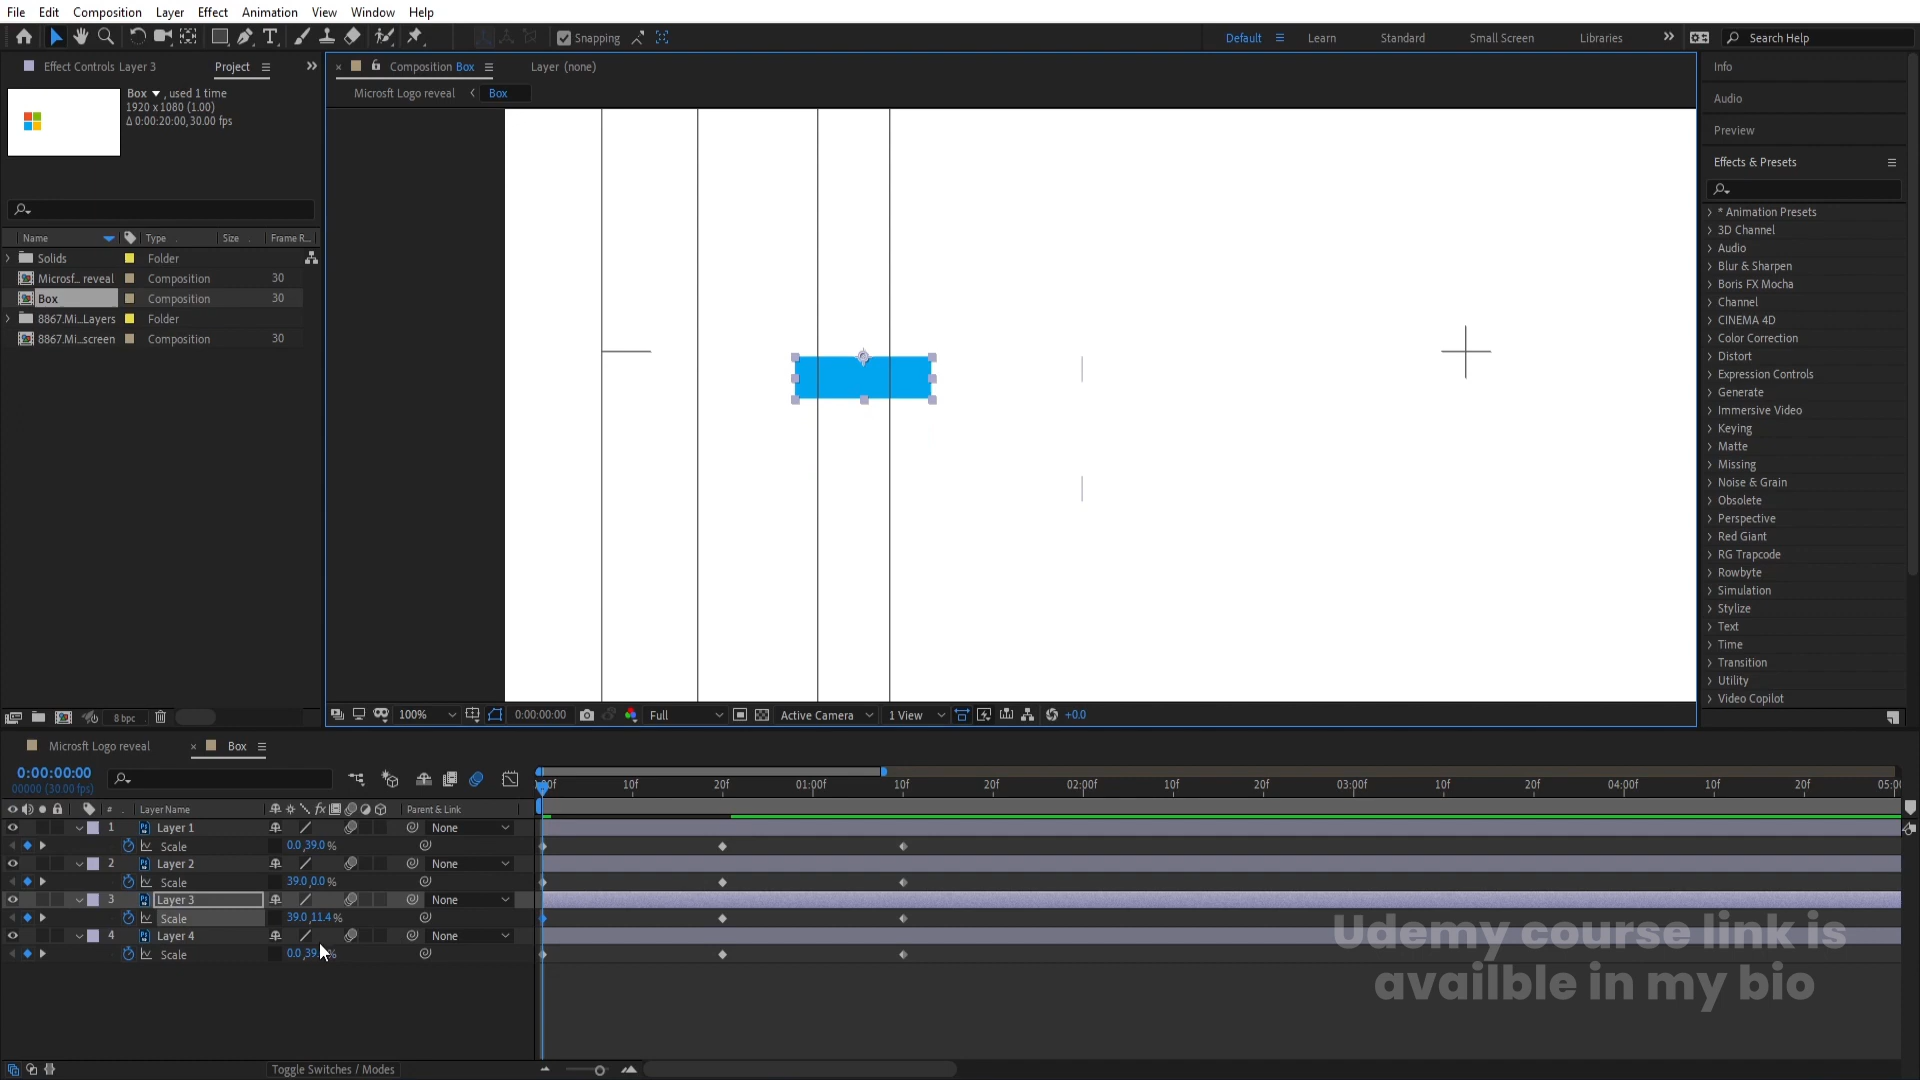 File Edit Composition Layer Effect Animation View Window Help
Snapping
Default Learn Standard Small Screen Libraries
Search Help
Effect Controls Layer 3
Project
Composition Box
Layer (none)
Microsft Logo reveal
Box
Box , used 1 time
1920 x 1080 (1.00)
Δ 0:00:20:00, 30.00 fps
Name Type Size Frame R...
Solids Folder
Microsf... reveal Composition 30
Box Composition 30
8867.Mi...Layers Folder
8867.Mi...screen Composition 30
8 bpc
100% 0:00:00:00 Full Active Camera 1 View +0.0
Info
Audio
Preview
Effects & Presets
* Animation Presets
3D Channel
Audio
Blur & Sharpen
Boris FX Mocha
Channel
CINEMA 4D
Color Correction
Distort
Expression Controls
Generate
Immersive Video
Keying
Matte
Missing
Noise & Grain
Obsolete
Perspective
Red Giant
RG Trapcode
Rowbyte
Simulation
Stylize
Text
Time
Transition
Utility
Video Copilot
Microsft Logo reveal
Box
0:00:00:00
00000 (30.00 fps)
# Layer Name Parent & Link
10f 20f 01:00f 10f 20f 02:00f 10f 20f 03:00f 10f 20f 04:00f 10f 20f
1 Layer 1 None
Scale 0.0,39.0 %
2 Layer 2 None
Scale 39.0,0.0 %
3 Layer 3 None
Scale 39.0,11.4 %
4 Layer 4 None
Scale
Udemy course link is
availble in my bio
Toggle Switches / Modes